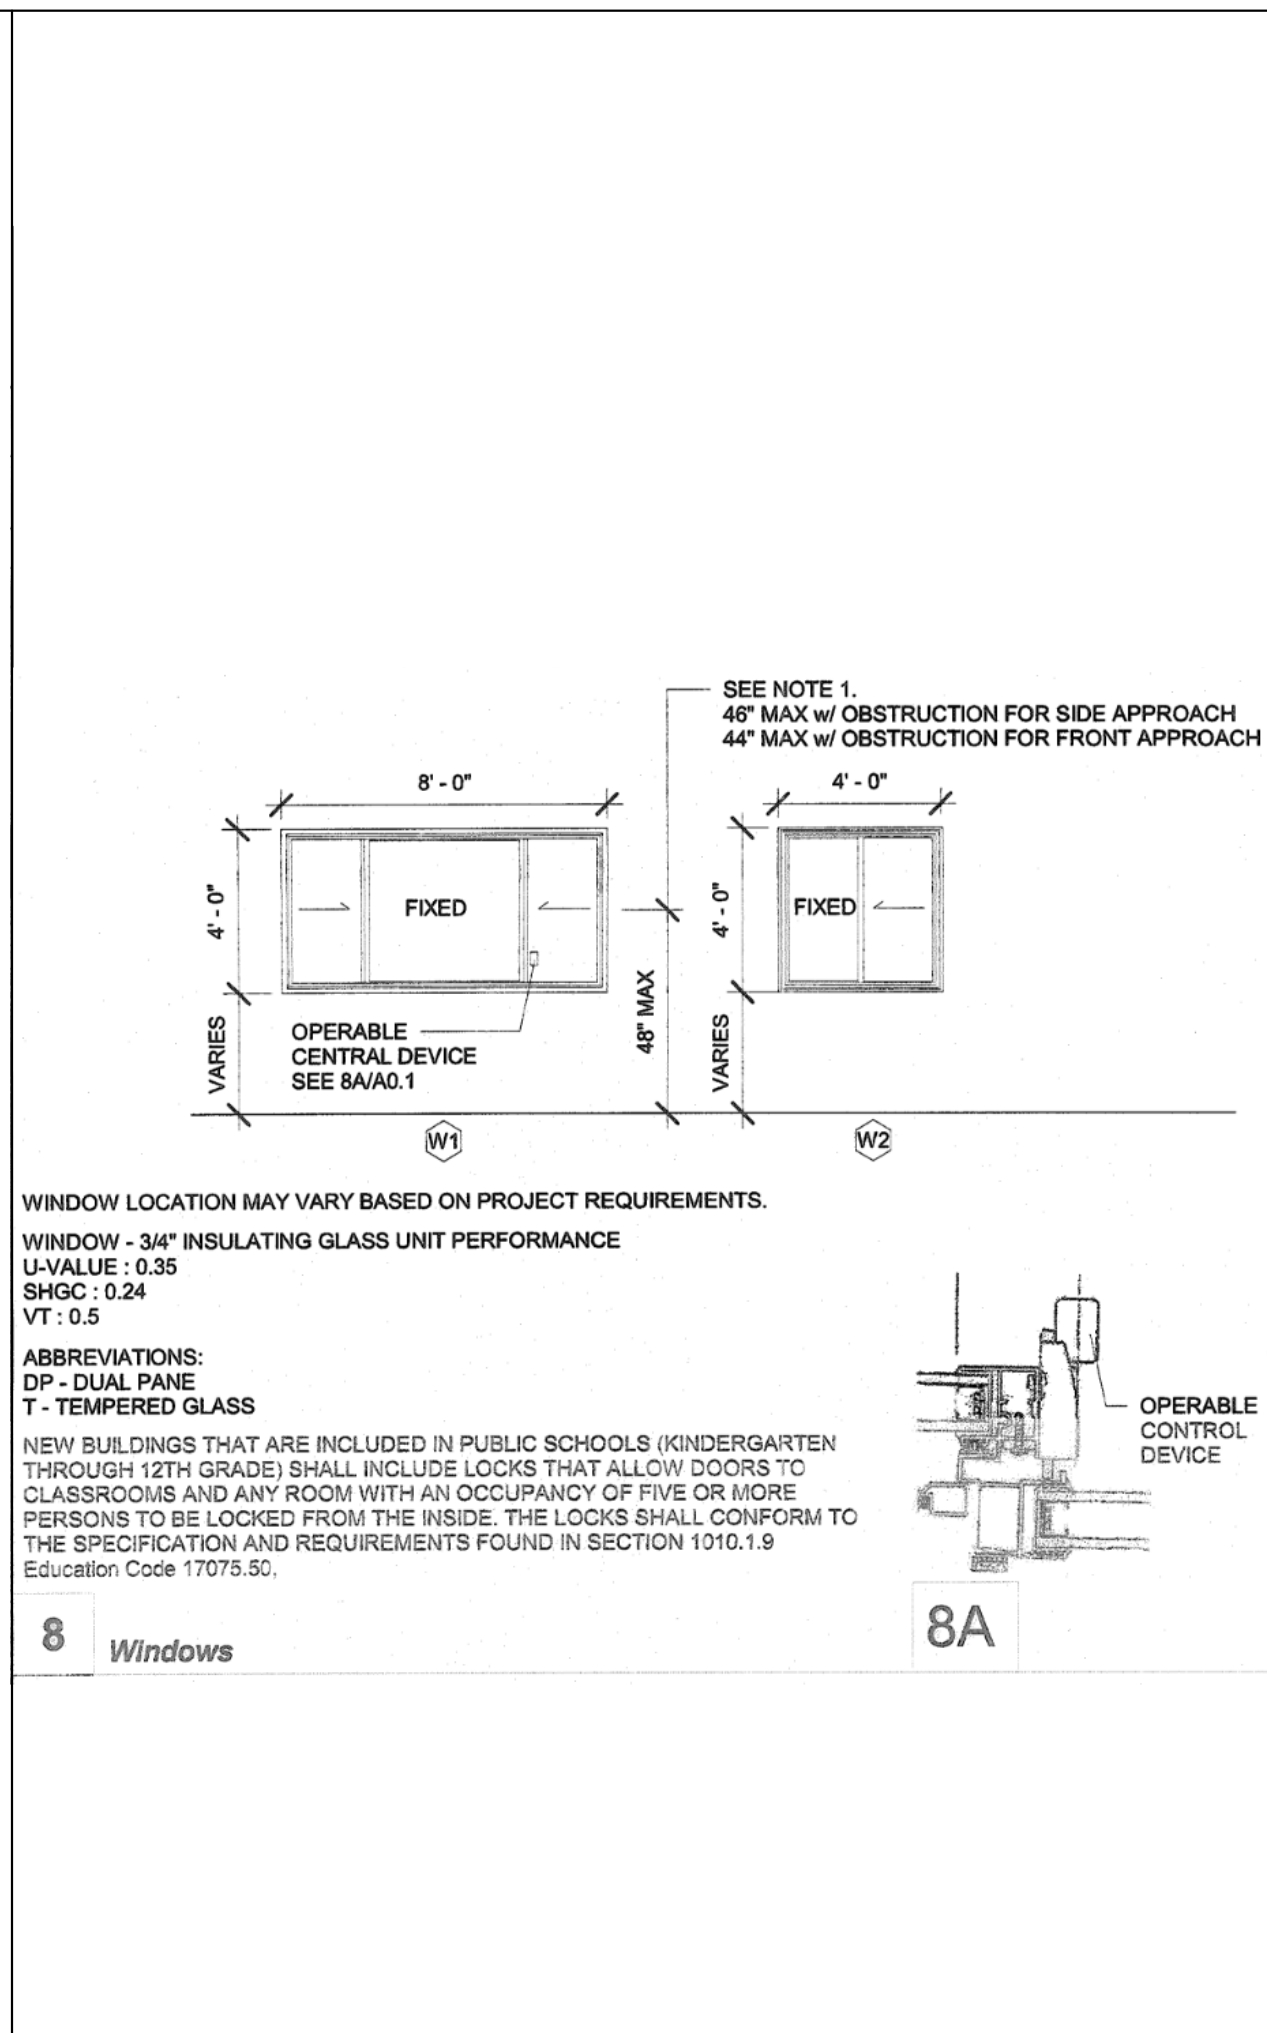 SEE NOTE 1.
46" MAX w/ OBSTRUCTION FOR SIDE APPROACH
44" MAX w/ OBSTRUCTION FOR FRONT APPROACH
8' - 0"
4' - 0"
4' - 0"
FIXED
4' - 0"
FIXED
48" MAX
VARIES
OPERABLE
CENTRAL DEVICE
SEE 8A/A0.1
VARIES
W1
W2
WINDOW LOCATION MAY VARY BASED ON PROJECT REQUIREMENTS.
WINDOW - 3/4" INSULATING GLASS UNIT PERFORMANCE
U-VALUE : 0.35
SHGC : 0.24
VT : 0.5
ABBREVIATIONS:
DP - DUAL PANE
T - TEMPERED GLASS
OPERABLE
CONTROL
DEVICE
NEW BUILDINGS THAT ARE INCLUDED IN PUBLIC SCHOOLS (KINDERGARTEN
THROUGH 12TH GRADE) SHALL INCLUDE LOCKS THAT ALLOW DOORS TO
CLASSROOMS AND ANY ROOM WITH AN OCCUPANCY OF FIVE OR MORE
PERSONS TO BE LOCKED FROM THE INSIDE. THE LOCKS SHALL CONFORM TO
THE SPECIFICATION AND REQUIREMENTS FOUND IN SECTION 1010.1.9
Education Code 17075.50,
8
Windows
8A